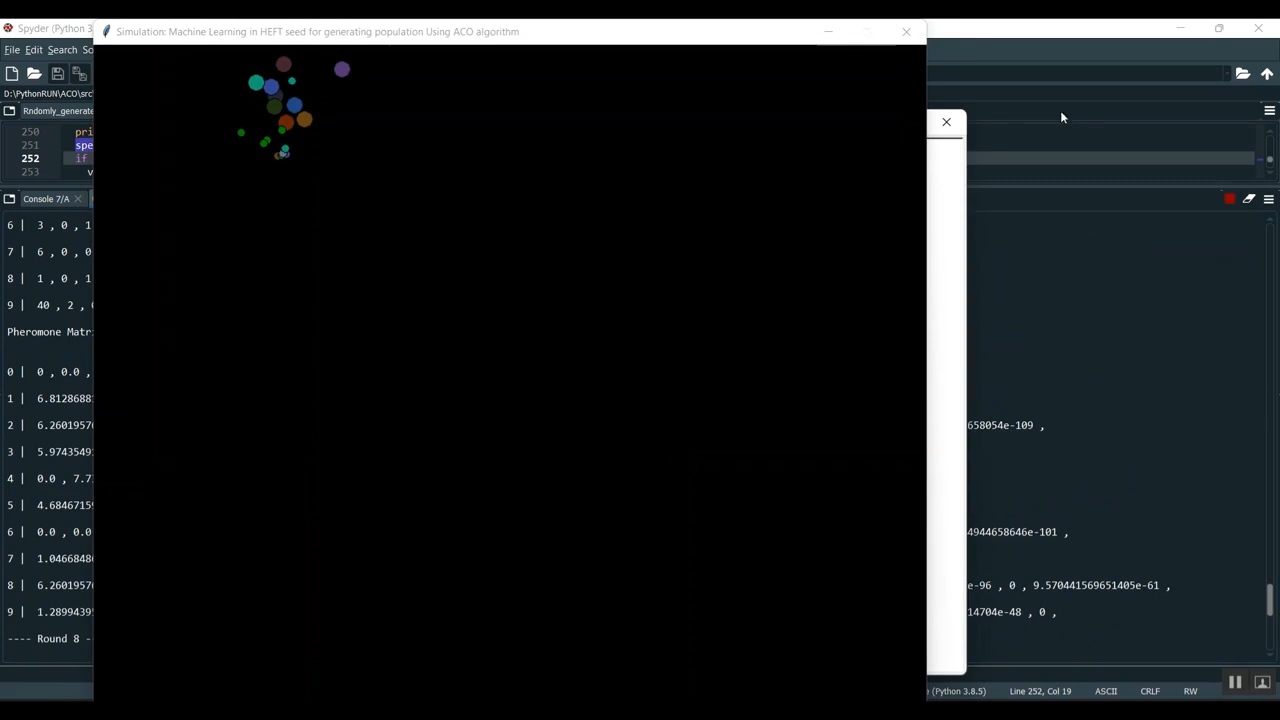 Spyder (Python 3
Simulation: Machine Learning in HEFT seed for generating population Using ACO algorithm
File Edit Search So
D:\PythonRUN\ACO\src
Rndomly_generate
250 pri
251 spe
252 if
253 v
Console 7/A
6 | 3 , 0 , 1
7 | 6 , 0 , 0
8 | 1 , 0 , 1
9 | 40 , 2 ,
Pheromone Matr
0 | 0 , 0.0 ,
1 | 6.8128688
2 | 6.2601957 658054e-109 ,
3 | 5.9743549
4 | 0.0 , 7.7
5 | 4.6846715
6 | 0.0 , 0.0 4944658646e-101 ,
7 | 1.0466848
8 | 6.2601957 e-96 , 0 , 9.570441569651405e-61 ,
9 | 1.2899439 14704e-48 , 0 ,
---- Round 8 --
e (Python 3.8.5) Line 252, Col 19 ASCII CRLF RW